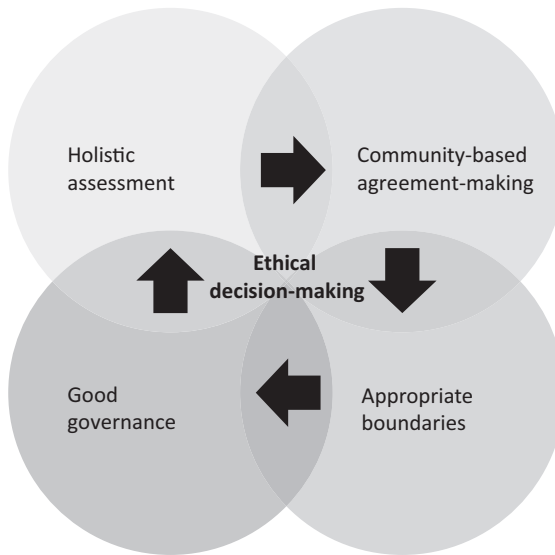 Holistic
assessment
Community-based
agreement-making
Ethical
decision-making
Good
governance
Appropriate
boundaries